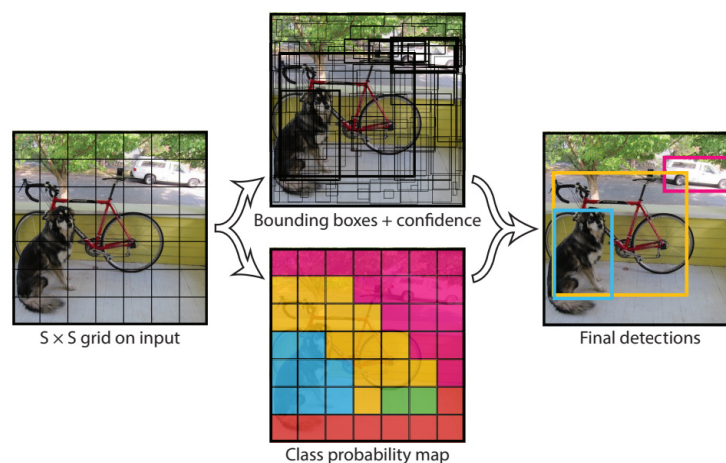 Bounding boxes + confidence
S × S grid on input
Final detections
Class probability map